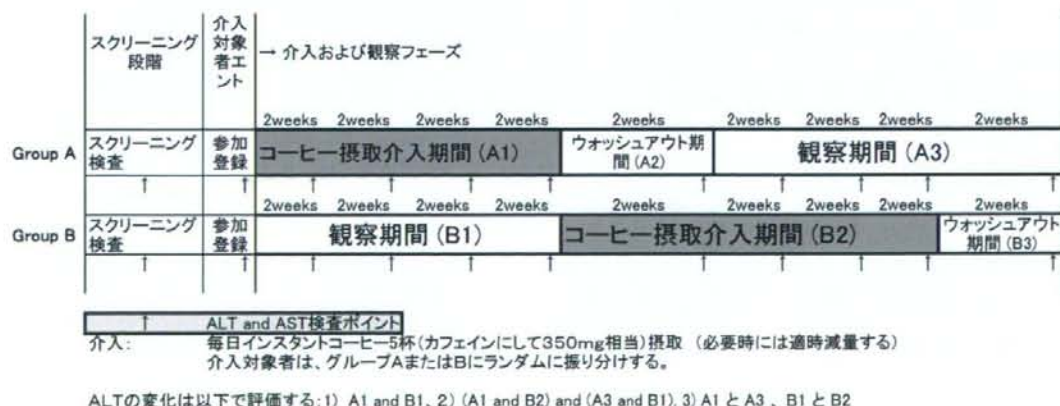 スクリーニング
段階
介入
対象
者エ
ント
→ 介入および観察フェーズ
2weeks 2weeks 2weeks 2weeks 2weeks 2weeks 2weeks 2weeks 2weeks
Group A
スクリーニング
検査
参加
登録
コーヒー摂取介入期間(A1)
ウォッシュアウト期
間(A2)
観察期間(A3)
↑ ↑ ↑ ↑ ↑ ↑ ↑ ↑ ↑ ↑ ↑
2weeks 2weeks 2weeks 2weeks 2weeks 2weeks 2weeks 2weeks 2weeks
Group B
スクリーニング
検査
参加
登録
観察期間(B1)
コーヒー摂取介入期間(B2)
ウォッシュアウト
期間(B3)
↑ ↑ ↑ ↑ ↑ ↑ ↑ ↑ ↑ ↑ ↑
↑ ALT and AST検査ポイント
介入: 毎日インスタントコーヒー5杯(カフェインにして350mg相当)摂取 (必要時には適時減量する)
介入対象者は、グループAまたはBにランダムに振り分けする。
ALTの変化は以下で評価する:1) A1 and B1、2) (A1 and B2) and (A3 and B1)、3) A1 と A3 、B1 と B2